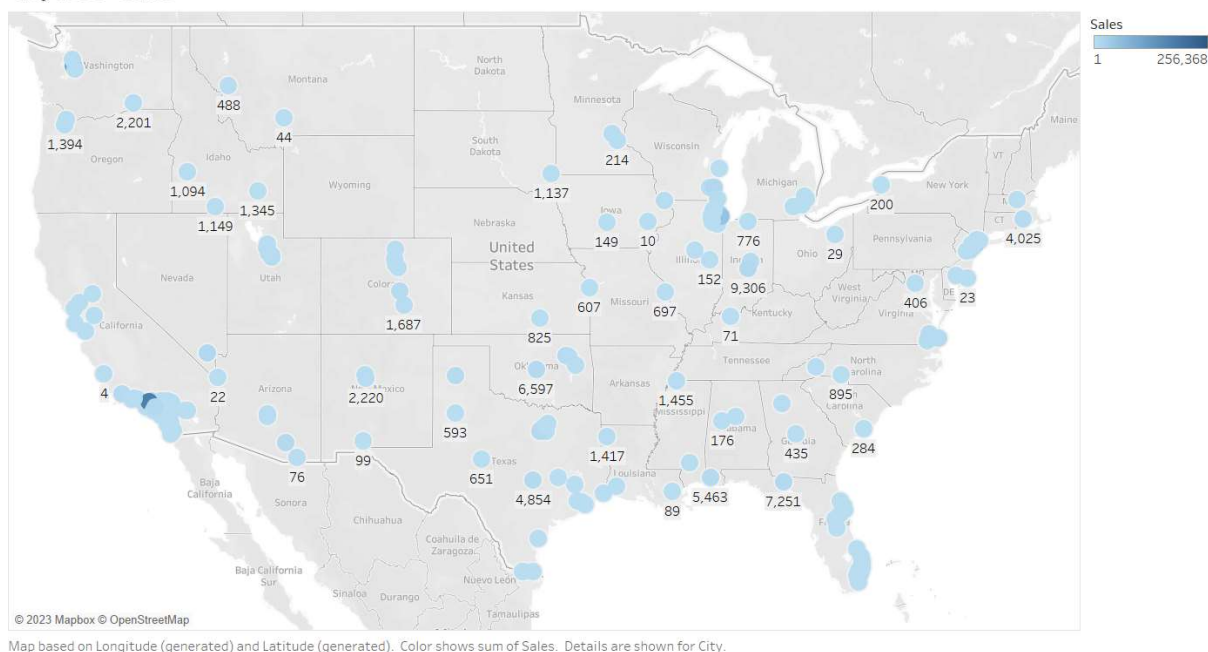 Sales
1 256,368
Washington
Montana
North
Dakota
Minnesota
Maine
488
2,201
44
1,394
Oregon
Idaho
South
Dakota
Wisconsin
214
VT
Michigan
New York
1,094
Wyoming
1,137
200
1,345
1,149
Nebraska
Iowa
149
10
776
CT
4,025
Pennsylvania
Ohio
29
United
States
Nevada
Utah
152
9,306
Kansas
607
Missouri
697
West
Virginia
406
DE
23
Virginia
1,687
825
71
Kentucky
California
Tennessee
North
Carolina
4
22
Arizona
2,220
6,597
Arkansas
1,455
Mississippi
895
Carolina
593
176
435
284
76
99
651
Texas
1,417
Louisiana
4,854
89
5,463
7,251
Baja
California
Sonora
Chihuahua
Coahuila de
Zaragoza
Baja California
Sur
Sinaloa
Durango
Nuevo León
Tamaulipas
© 2023 Mapbox © OpenStreetMap
Map based on Longitude (generated) and Latitude (generated). Color shows sum of Sales. Details are shown for City.